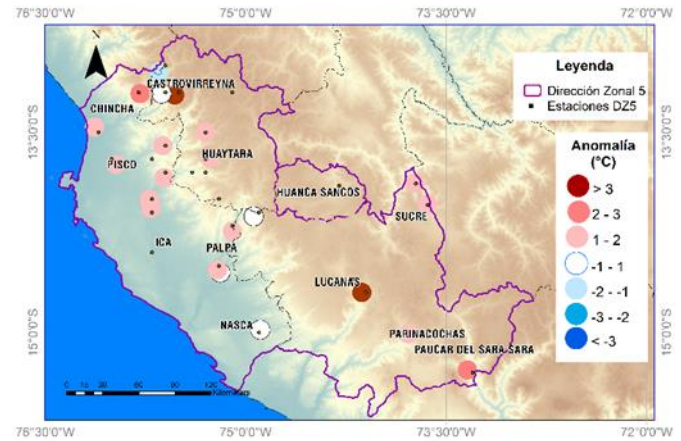 76°30'0"W 75°0'0"W 73°30'0"W 72°0'0"W
N
13°30'0"S
13°30'0"S
Leyenda
Dirección Zonal 5
Estaciones DZ5
CASTROVIRREYNA
CHINCHA
Anomalía
(°C)
> 3
2 - 3
1 - 2
-1 - 1
-2 - -1
-3 - -2
< -3
HUAYTARA
PISCO
HUANCA SANCOS
SUCRE
ICA
PALPA
LUCANAS
NASCA
PARINACOCHAS
PAUCAR DEL SARA SARA
15°0'0"S
15°0'0"S
0 15 30 60 90 120
Kilometers
76°30'0"W 75°0'0"W 73°30'0"W 72°0'0"W